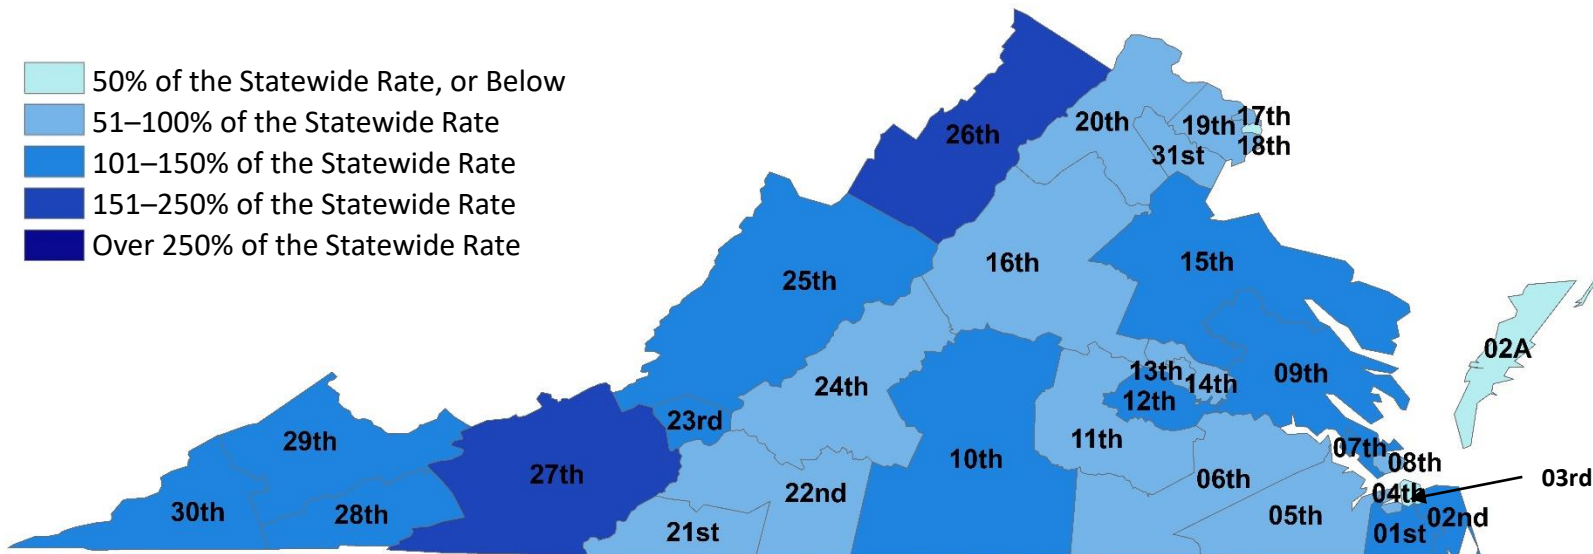 50% of the Statewide Rate, or Below
51–100% of the Statewide Rate
101–150% of the Statewide Rate
151–250% of the Statewide Rate
Over 250% of the Statewide Rate
26th
20th
19th
17th
18th
31st
25th
16th
15th
02A
24th
13th
14th
09th
12th
23rd
29th
11th
07th
08th
27th
10th
22nd
06th
04th
03rd
30th
28th
21st
05th
01st
02nd